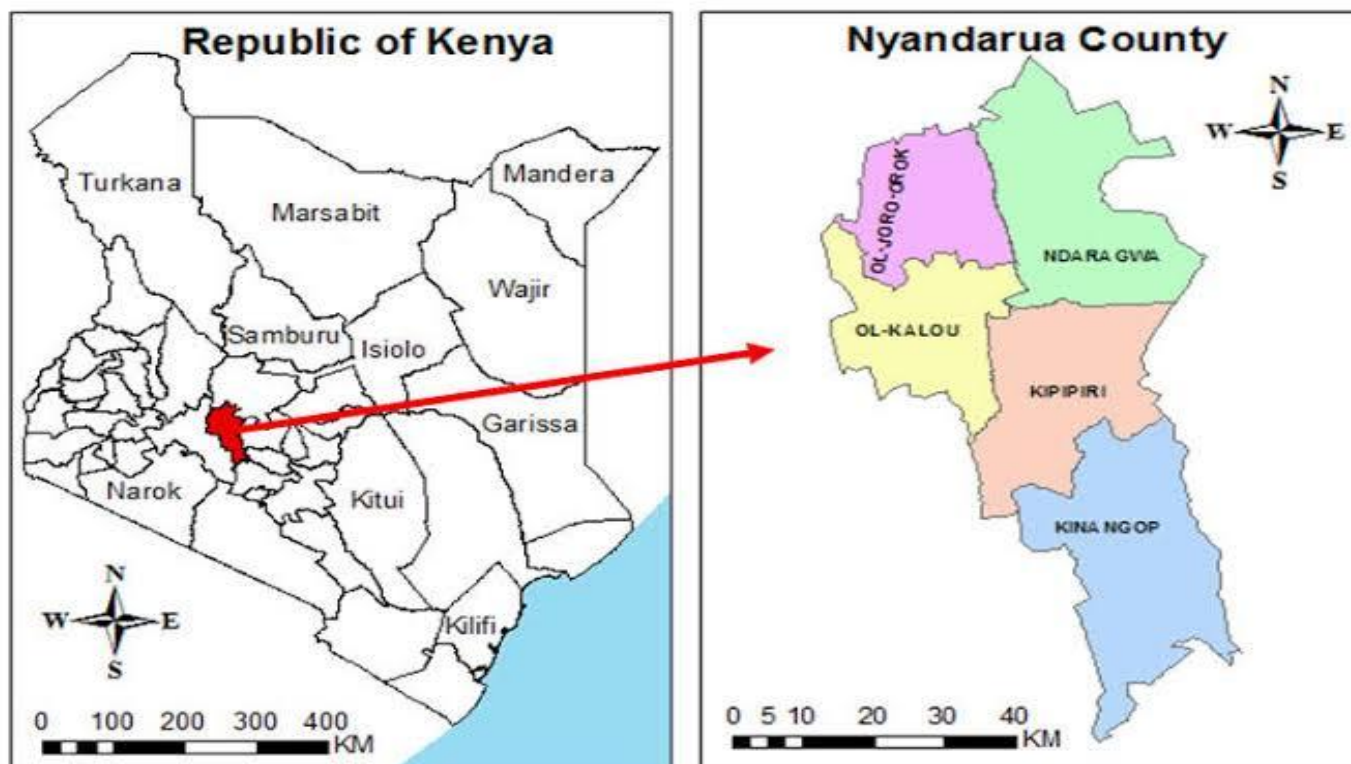 Republic of Kenya
Turkana
Marsabit
Mandera
Wajir
Samburu
Isiolo
Garissa
Narok
Kitui
Kilifi
N
W E
S
0 100 200 300 400
KM
Nyandarua County
N
W E
S
OL-JORO-OROK
NDARAGWA
OL-KALOU
KIPIPIRI
KINANGOP
0 5 10 20 30 40
KM